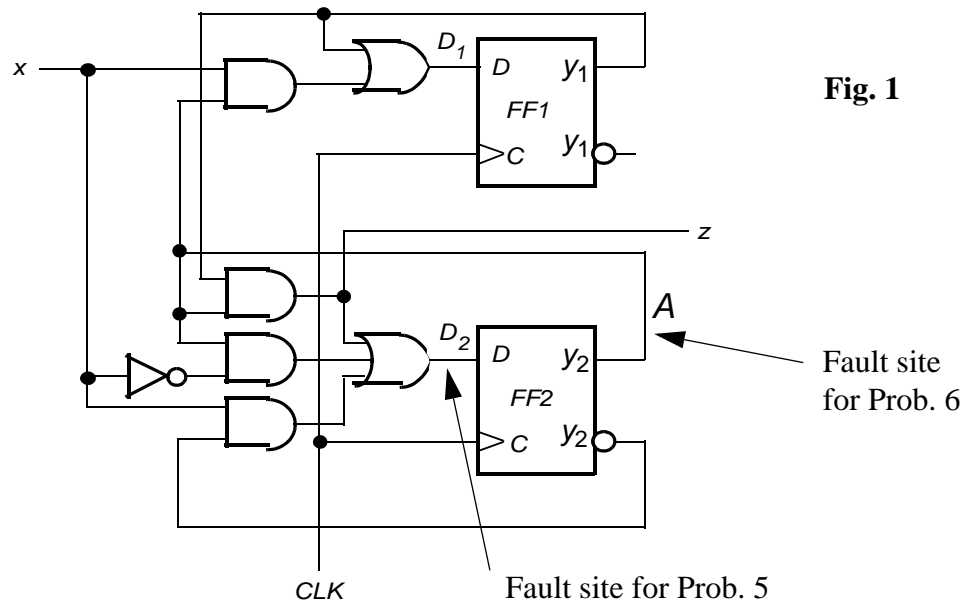 x
D1
D
y1
FF1
C
y1
Fig. 1
z
A
D2
D
y2
FF2
C
y2
Fault site
for Prob. 6
CLK
Fault site for Prob. 5